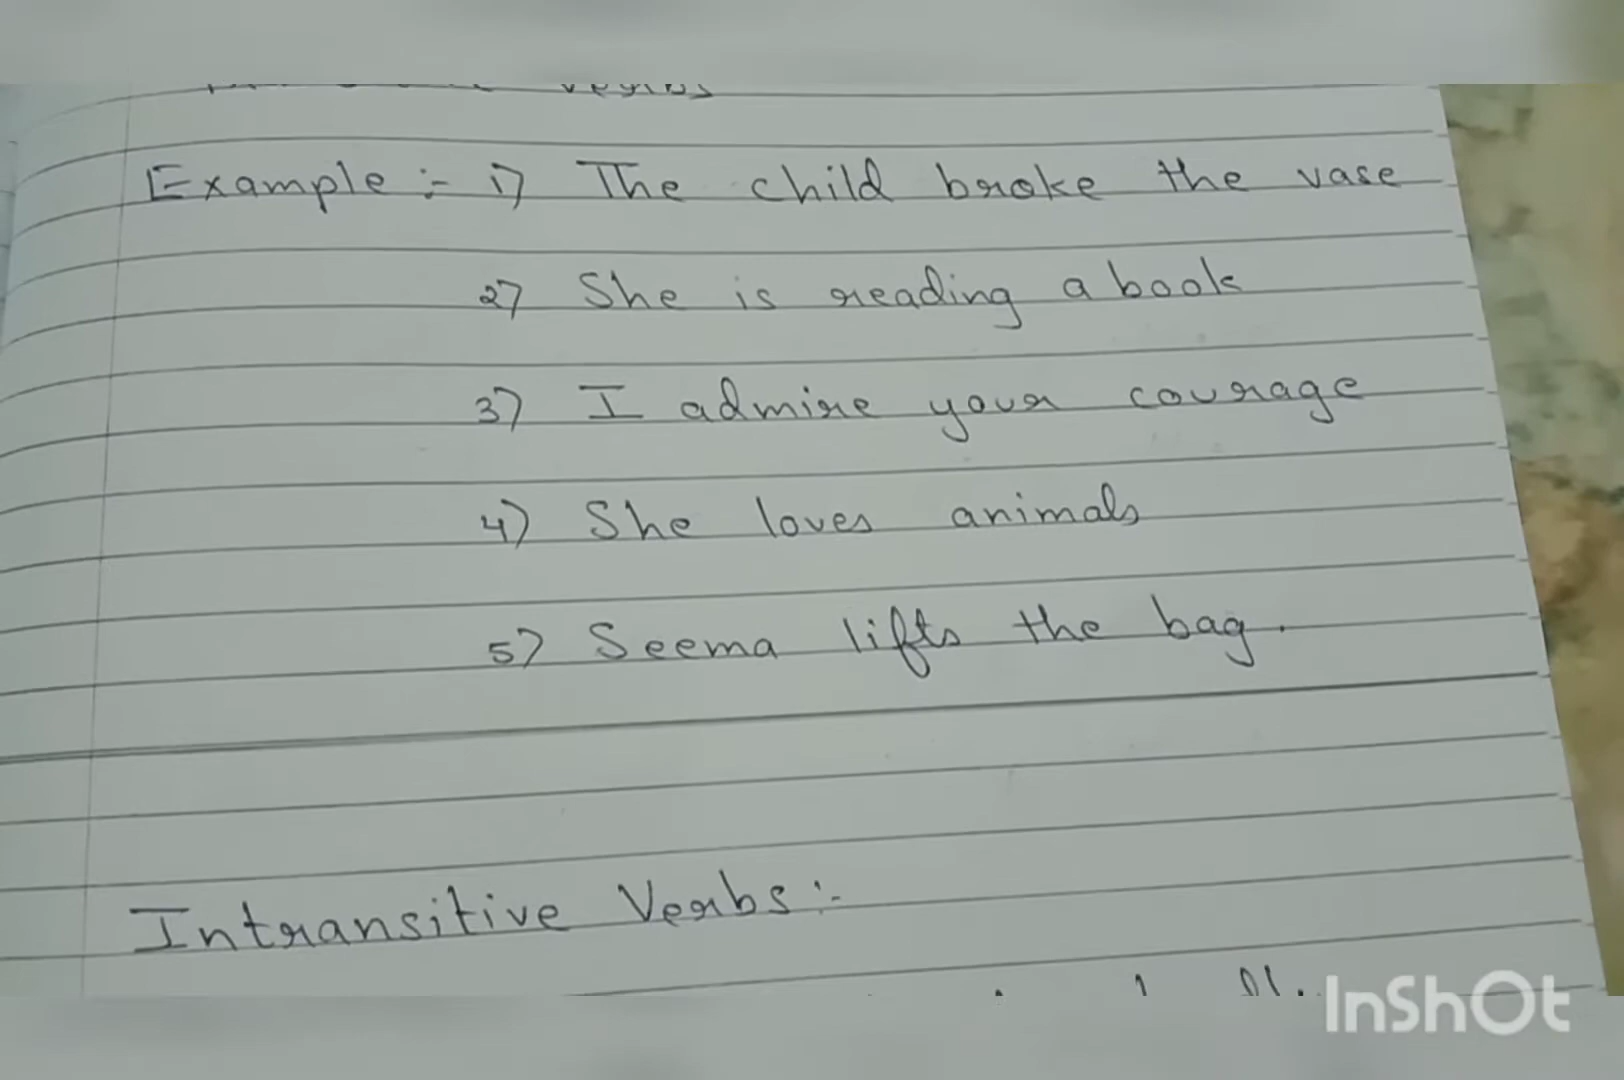 verbs
Example :- 1) The child broke the vase
2) She is reading a book
3) I admire your courage
4) She loves animals
5) Seema lifts the bag.
Intransitive Verbs :-
InShOt